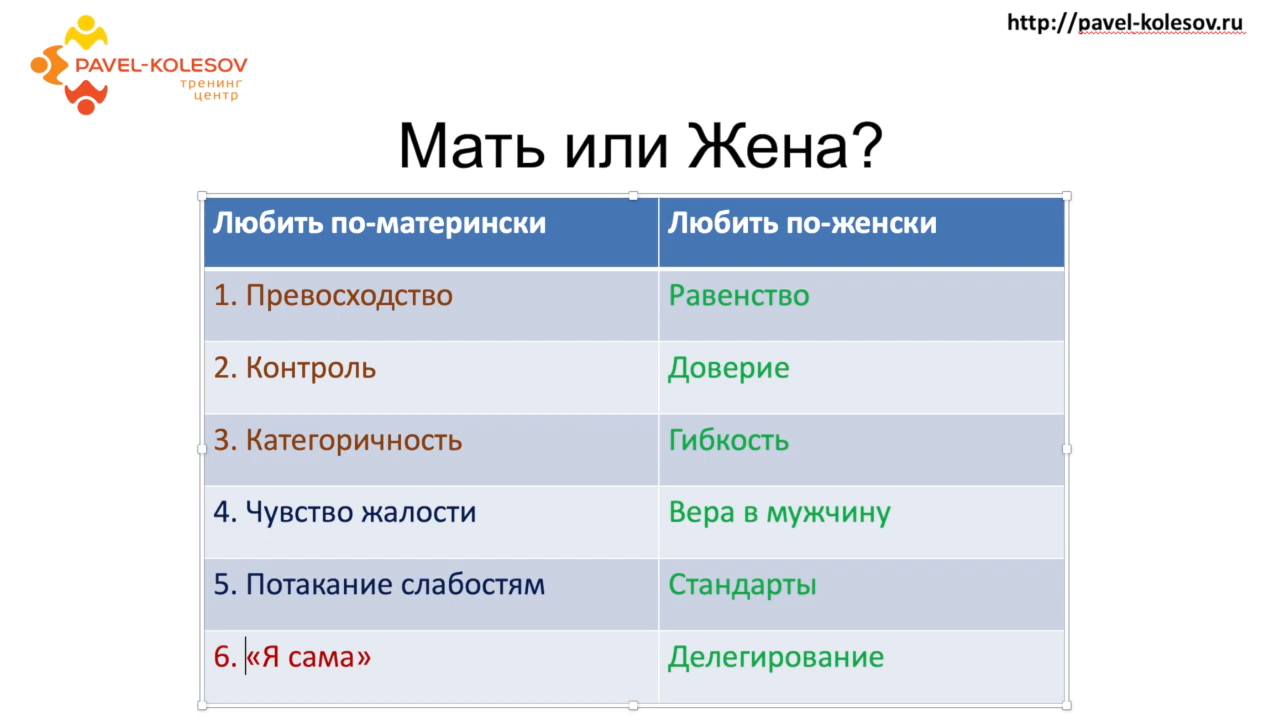 http://pavel-kolesov.ru
PAVEL-KOLESOV
тренинг
центр
Мать или Жена?
Любить по-матерински Любить по-женски
1. Превосходство Равенство
2. Контроль Доверие
3. Категоричность Гибкость
4. Чувство жалости Вера в мужчину
5. Потакание слабостям Стандарты
6. «Я сама» Делегирование